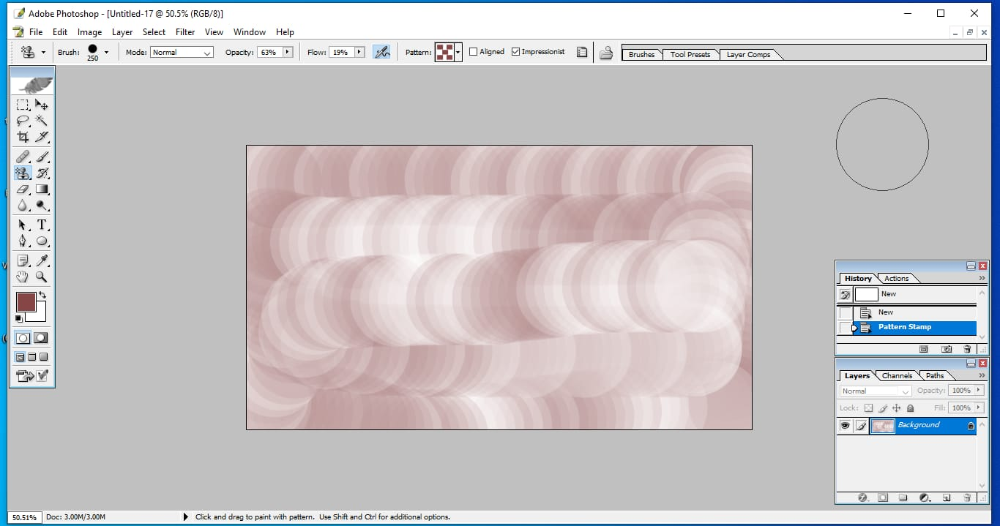 Adobe Photoshop - [Untitled-17 @ 50.5% (RGB/8)]
File Edit Image Layer Select Filter View Window Help
Brush: 250 Mode: Normal Opacity: 63% Flow: 19% Pattern: Aligned Impressionist Brushes Tool Presets Layer Comps
History Actions
New
New
Pattern Stamp
Layers Channels Paths
Normal Opacity: 100%
Lock: Fill: 100%
Background
50.51% Doc: 3.00M/3.00M Click and drag to paint with pattern. Use Shift and Ctrl for additional options.